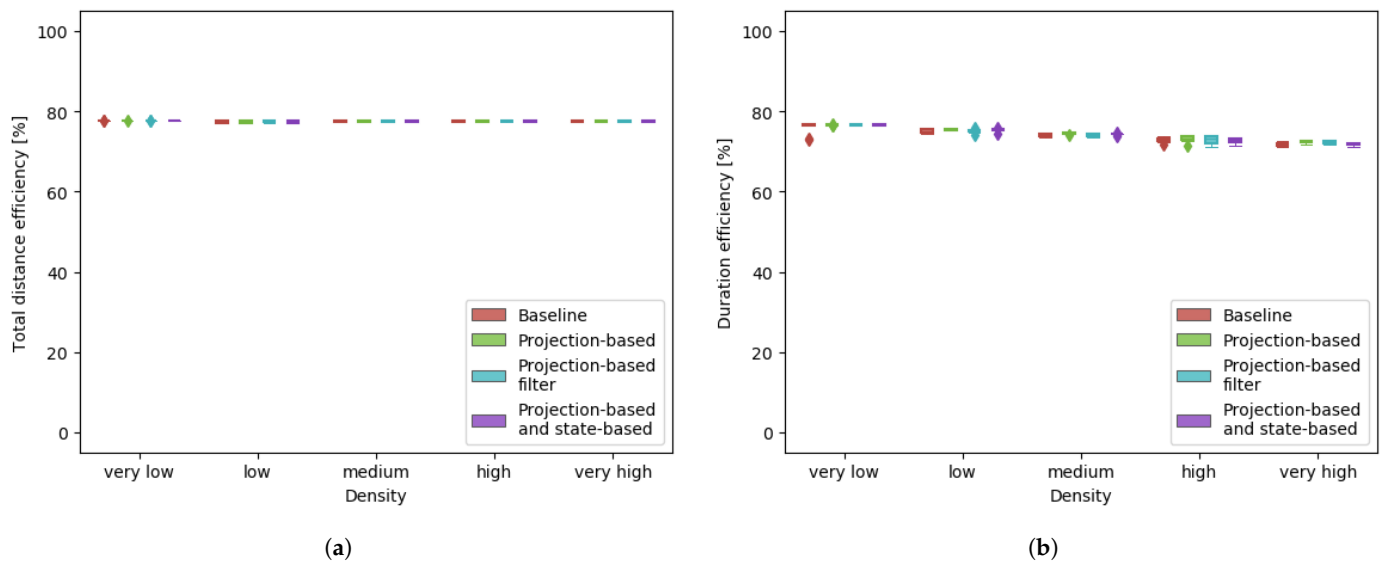 100
80
60
40
20
0
Total distance efficiency [%]
Baseline
Projection-based
Projection-based
filter
Projection-based
and state-based
very low
low
medium
high
very high
Density
(a)
100
80
60
40
20
0
Duration efficiency [%]
Baseline
Projection-based
Projection-based
filter
Projection-based
and state-based
very low
low
medium
high
very high
Density
(b)